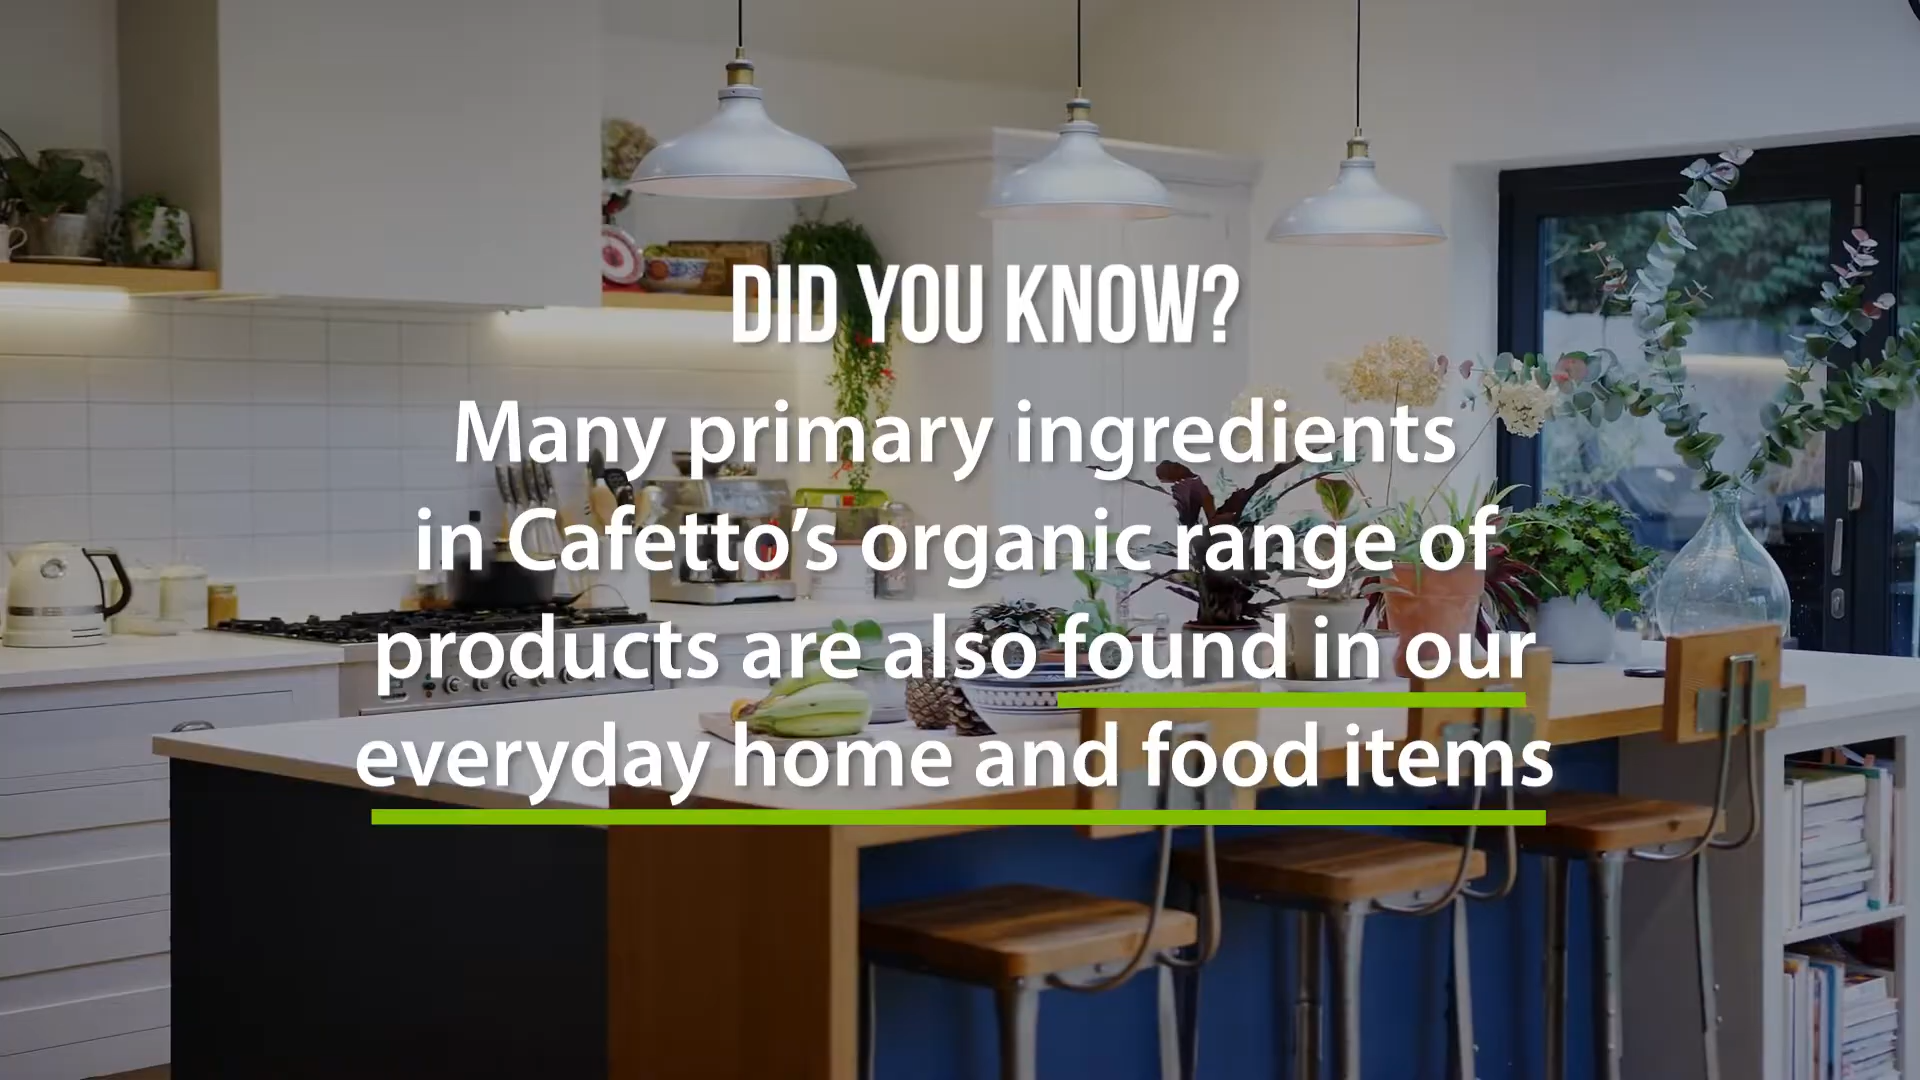 DID YOU KNOW?
Many primary ingredients
in Cafetto’s organic range of
products are also found in our
everyday home and food items